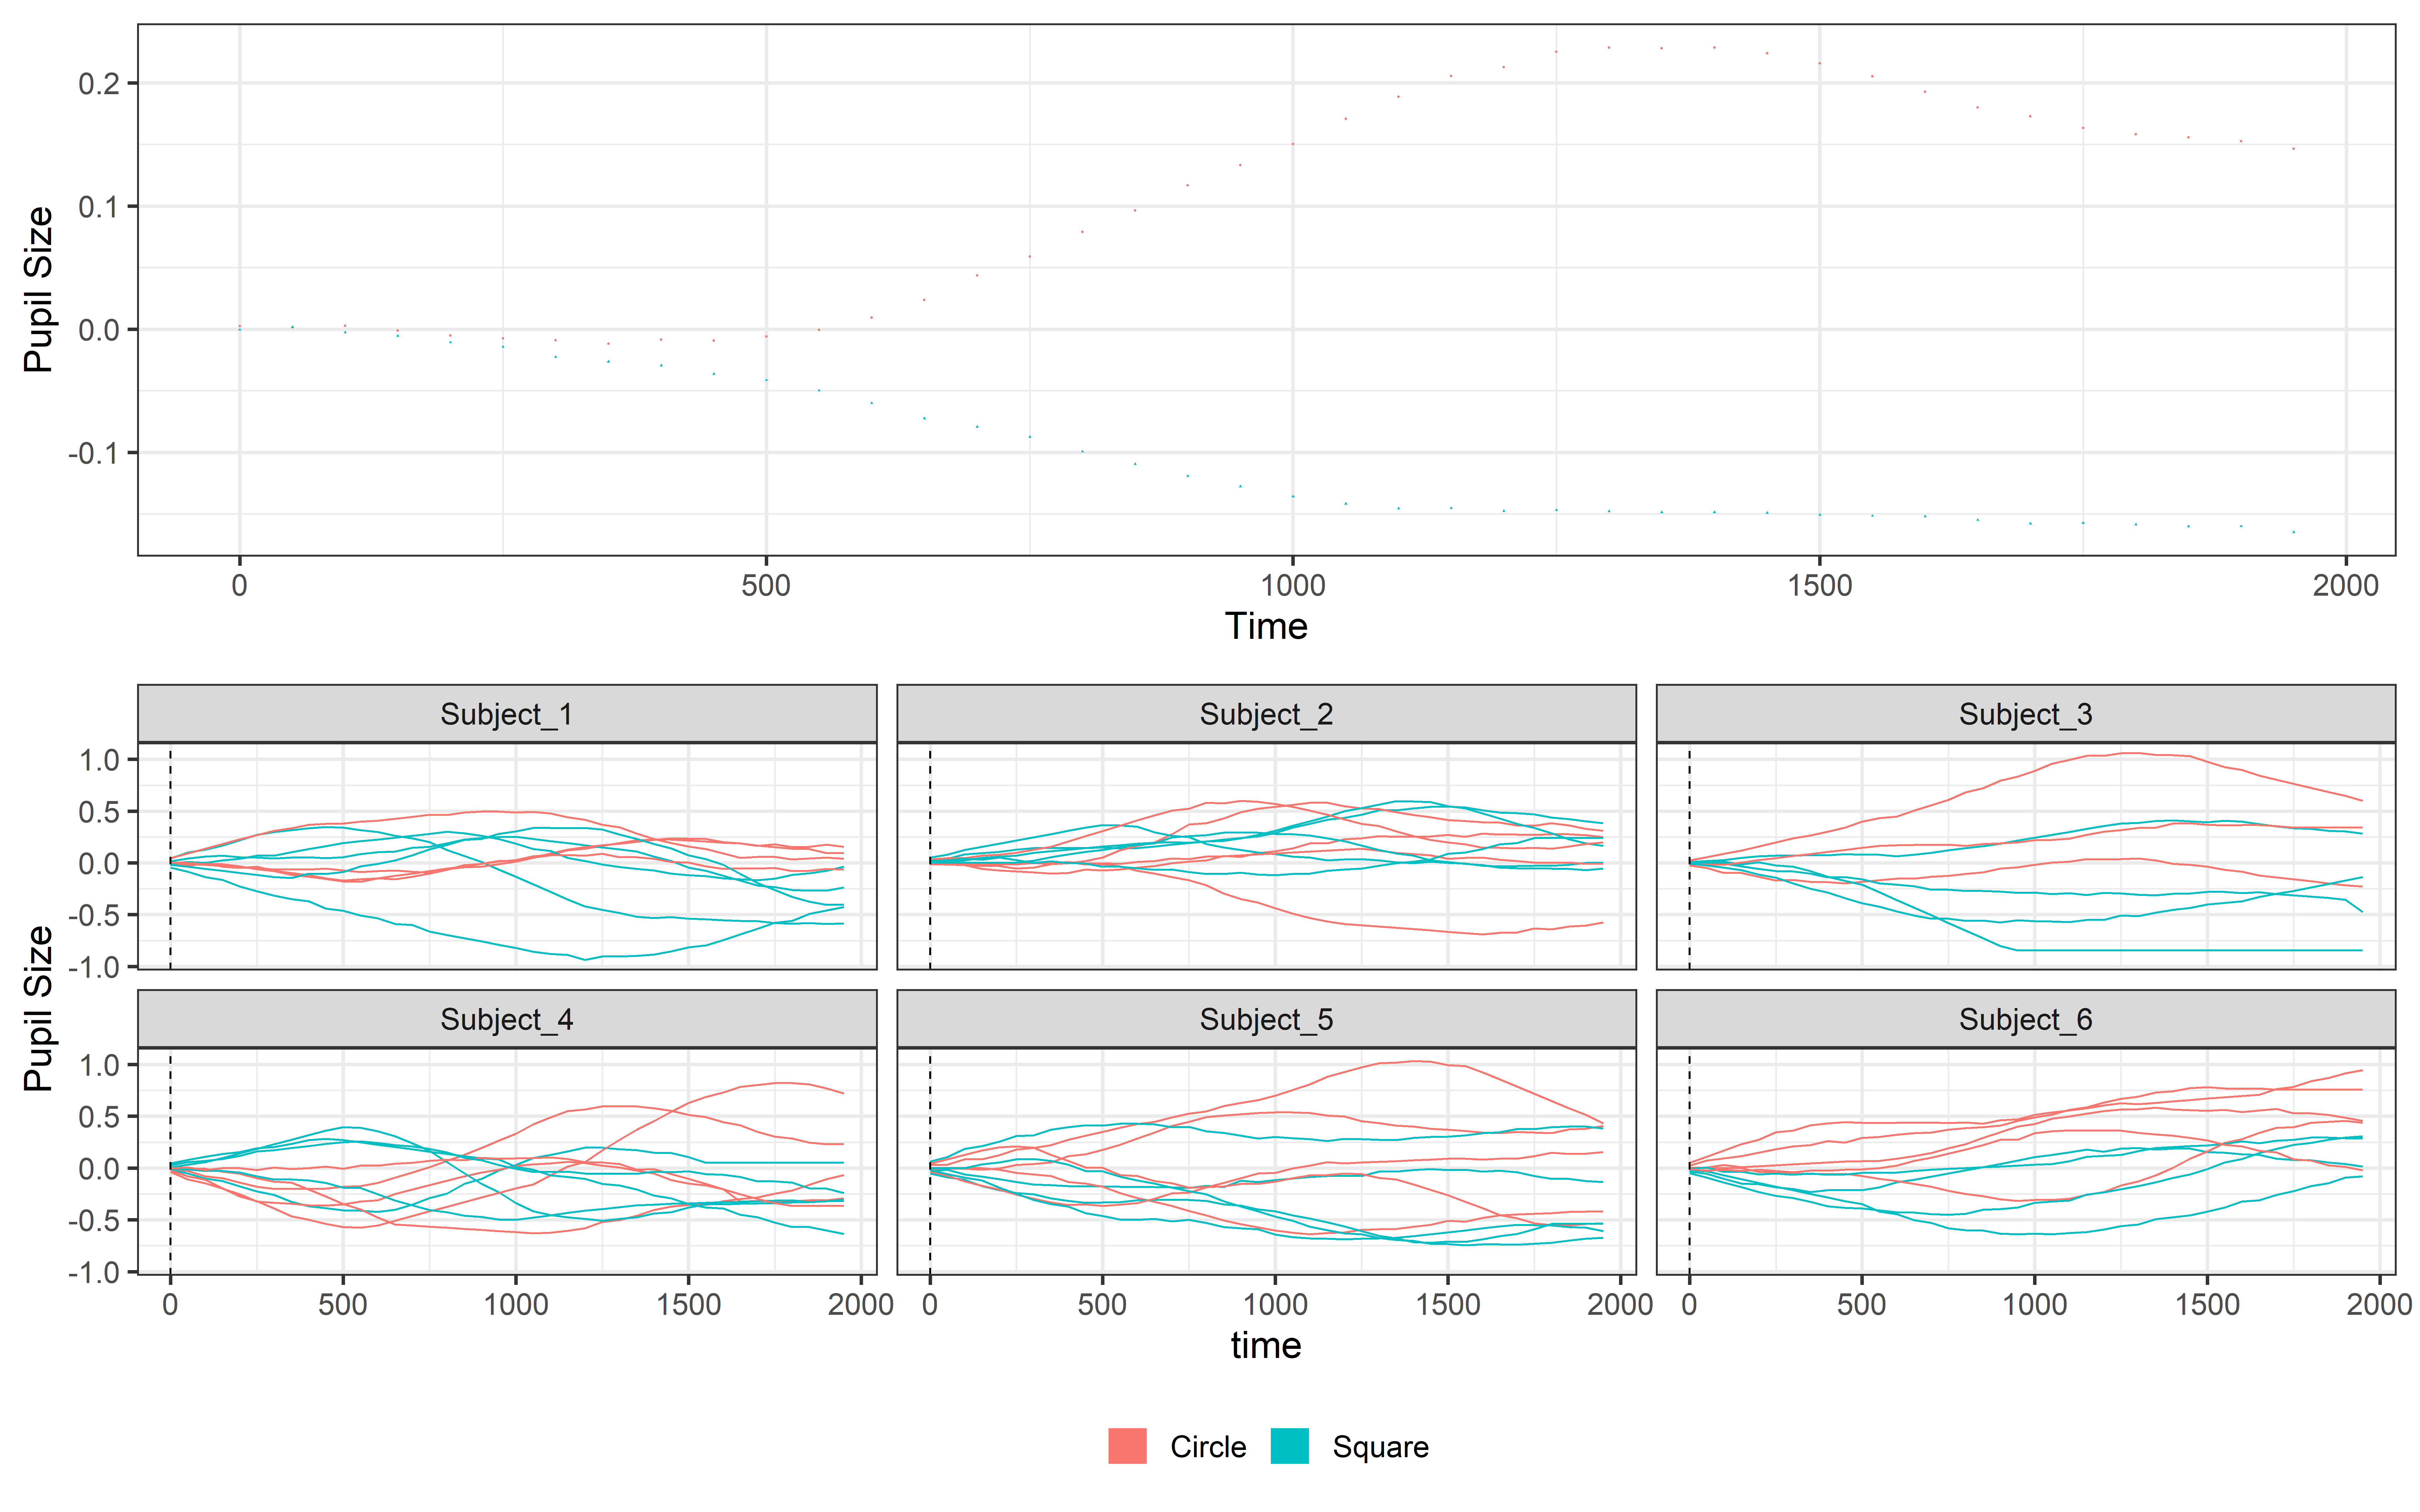 0.2
0.1
0.0
-0.1
Pupil Size
0 500 1000 1500 2000
Time
Subject_1 Subject_2 Subject_3
1.0
0.5
0.0
-0.5
-1.0
Pupil Size
Subject_4 Subject_5 Subject_6
1.0
0.5
0.0
-0.5
-1.0
0 500 1000 1500 2000 0 500 1000 1500 2000 0 500 1000 1500 2000
time
Circle Square